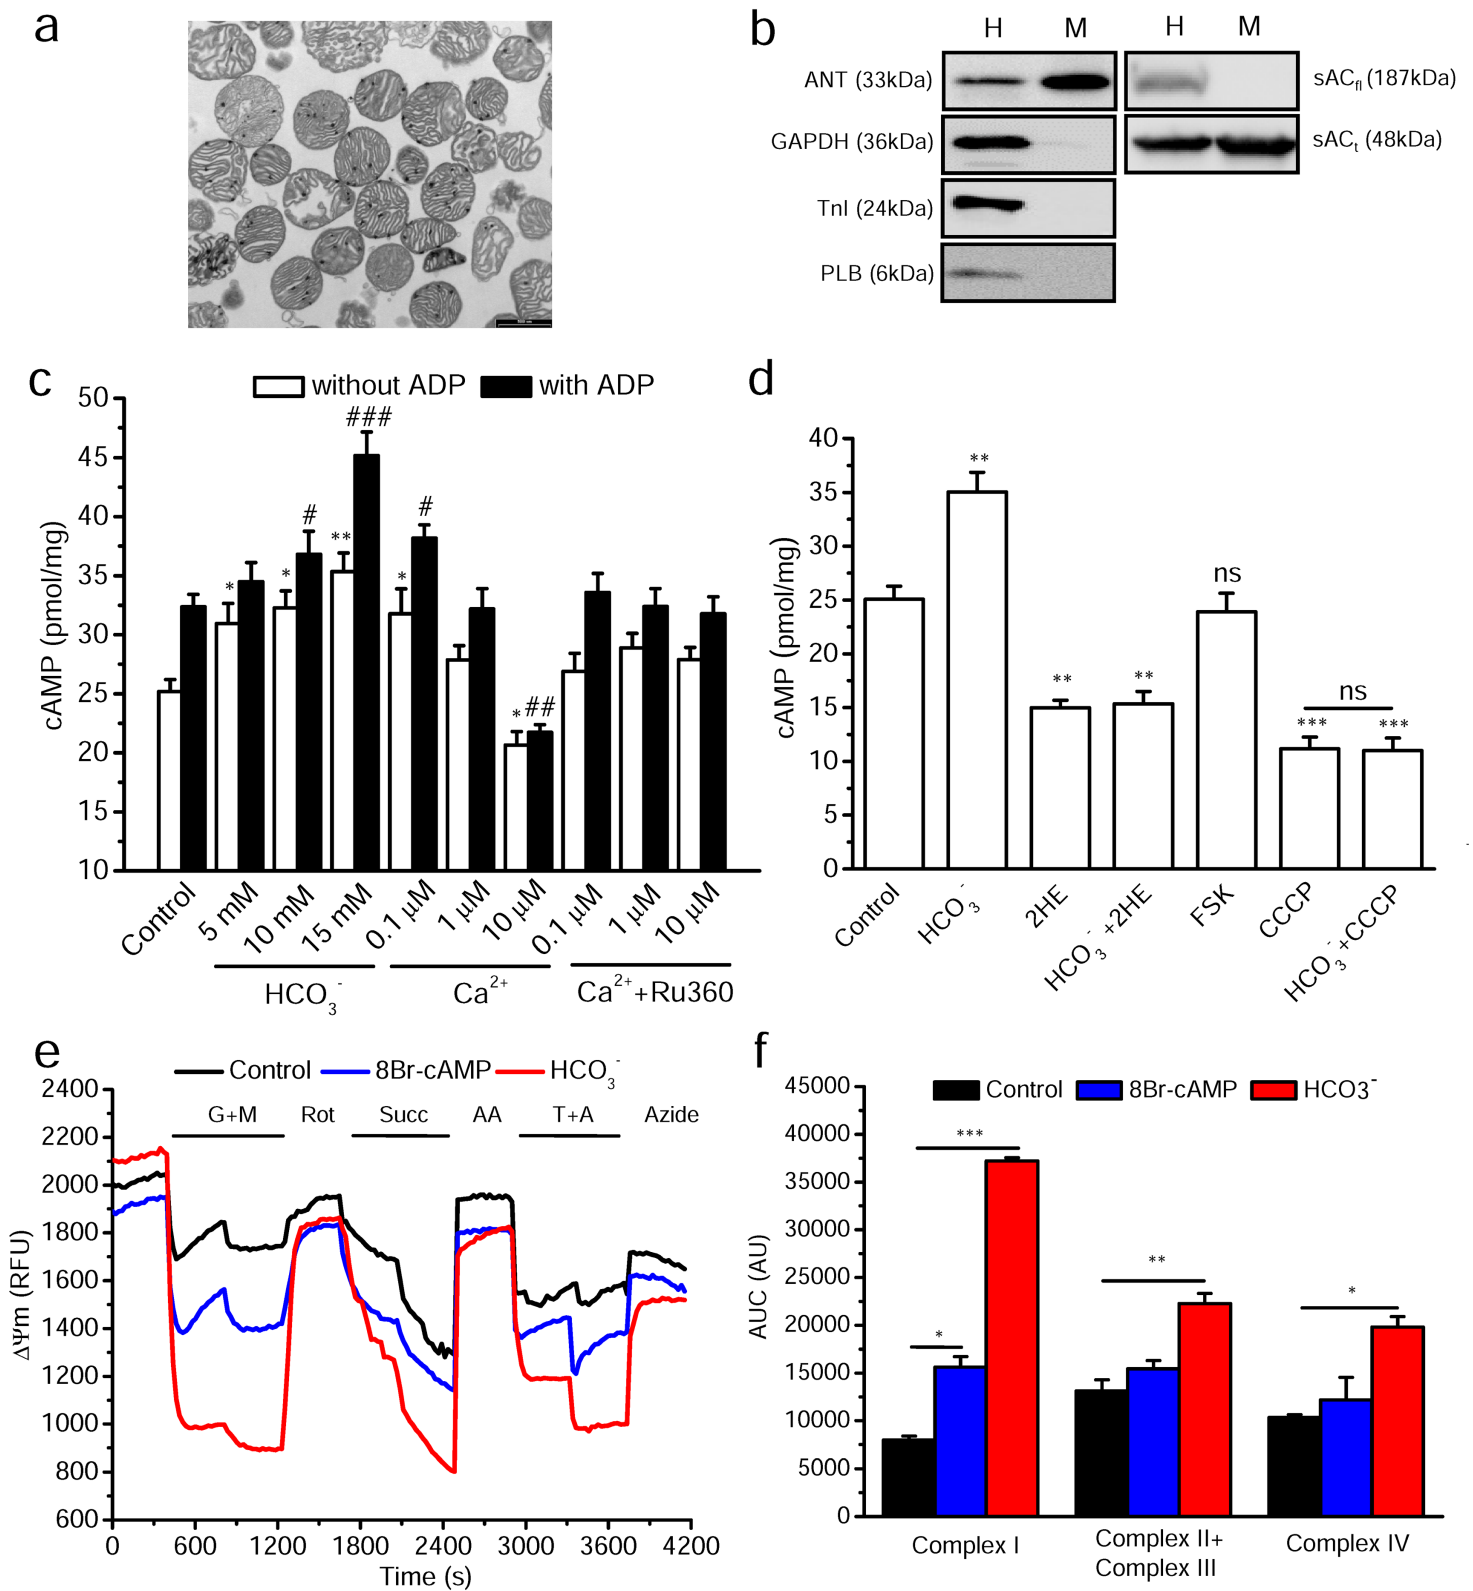 a
b
H M H M
ANT (33kDa)
sACfl (187kDa)
GAPDH (36kDa)
sACt (48kDa)
TnI (24kDa)
PLB (6kDa)
c
without ADP with ADP
cAMP (pmol/mg)
50
45
40
35
30
25
20
15
10
* * ** * *
# ### # ##
Control
5 mM
10 mM
15 mM
0.1 µM
1 µM
10 µM
0.1 µM
1 µM
10 µM
HCO3-
Ca2+
Ca2++Ru360
d
cAMP (pmol/mg)
40
35
30
25
20
15
10
5
0
** ** ** ns *** ns ***
Control
HCO3-
2HE
HCO3-+2HE
FSK
CCCP
HCO3-+CCCP
e
Control 8Br-cAMP HCO3-
G+M Rot Succ AA T+A Azide
ΔΨm (RFU)
2400
2200
2000
1800
1600
1400
1200
1000
800
600
0 600 1200 1800 2400 3000 3600 4200
Time (s)
f
Control 8Br-cAMP HCO3-
AUC (AU)
45000
40000
35000
30000
25000
20000
15000
10000
5000
0
***
*
**
*
Complex I
Complex II+
Complex III
Complex IV